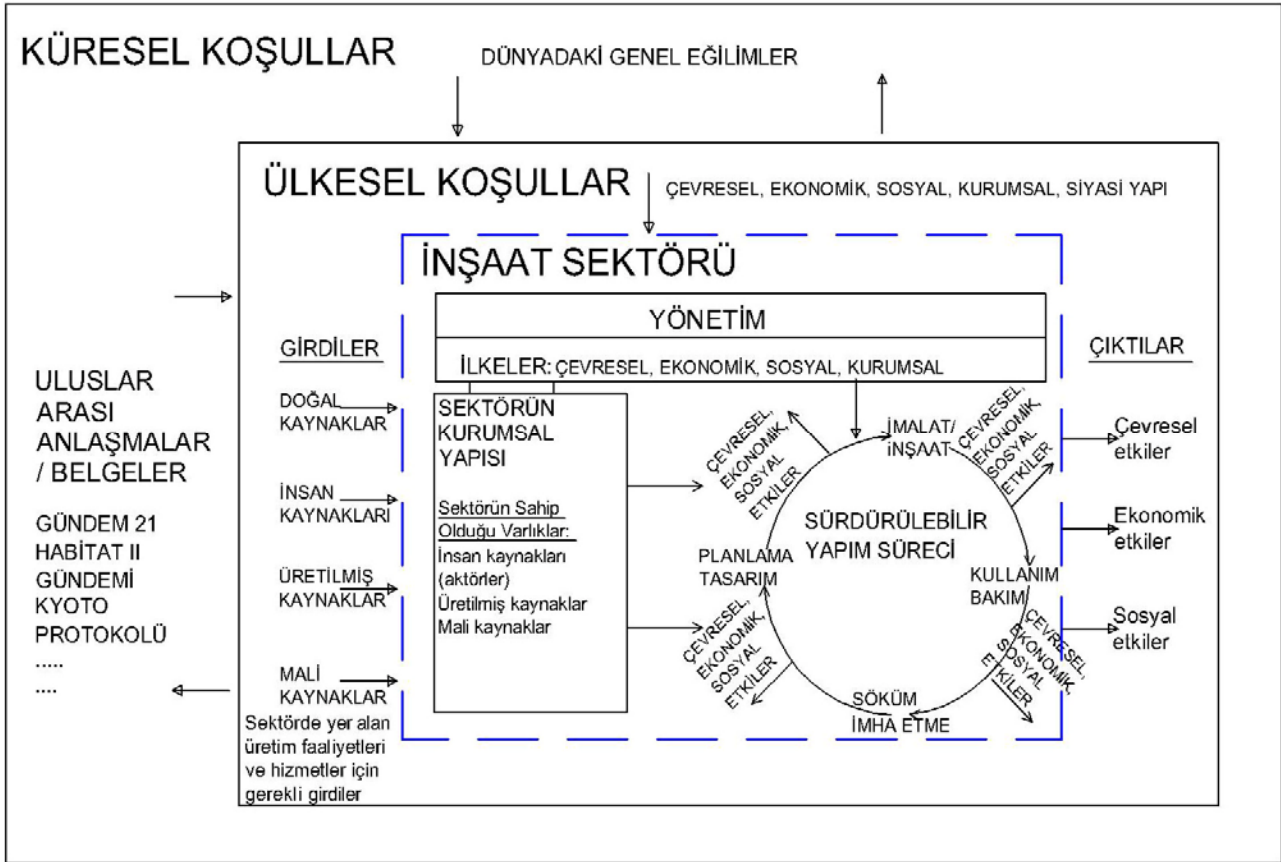 KÜRESEL KOŞULLAR
DÜNYADAKİ GENEL EĞİLİMLER
ÜLKESEL KOŞULLAR
ÇEVRESEL, EKONOMİK, SOSYAL, KURUMSAL, SİYASİ YAPI
İNŞAAT SEKTÖRÜ
YÖNETİM
İLKELER: ÇEVRESEL, EKONOMİK, SOSYAL, KURUMSAL
ULUSLAR
ARASI
ANLAŞMALAR
/ BELGELER
GÜNDEM 21
HABİTAT II
GÜNDEMİ
KYOTO
PROTOKOLÜ
.....
....
GİRDİLER
DOĞAL
KAYNAKLAR
İNSAN
KAYNAKLARİ
ÜRETİLMİŞ
KAYNAKLAR
MALİ
KAYNAKLAR
Sektörde yer alan
üretim faaliyetleri
ve hizmetler için
gerekli girdiler
SEKTÖRÜN
KURUMSAL
YAPISI
Sektörün Sahip
Olduğu Varlıklar:
İnsan kaynakları
(aktörler)
Üretilmiş kaynaklar
Mali kaynaklar
ÇEVRESEL,
EKONOMİK,
SOSYAL
ETKİLER
İMALAT/
İNŞAAT
ÇEVRESEL,
EKONOMİK,
SOSYAL
ETKİLER
SÜRDÜRÜLEBİLİR
YAPIM SÜRECİ
PLANLAMA
TASARIM
KULLANIM
BAKIM
ÇEVRESEL,
EKONOMİK,
SOSYAL
ETKİLER
SÖKÜM
İMHA ETME
ÇEVRESEL,
EKONOMİK,
SOSYAL
ETKİLER
ÇIKTILAR
Çevresel
etkiler
Ekonomik
etkiler
Sosyal
etkiler